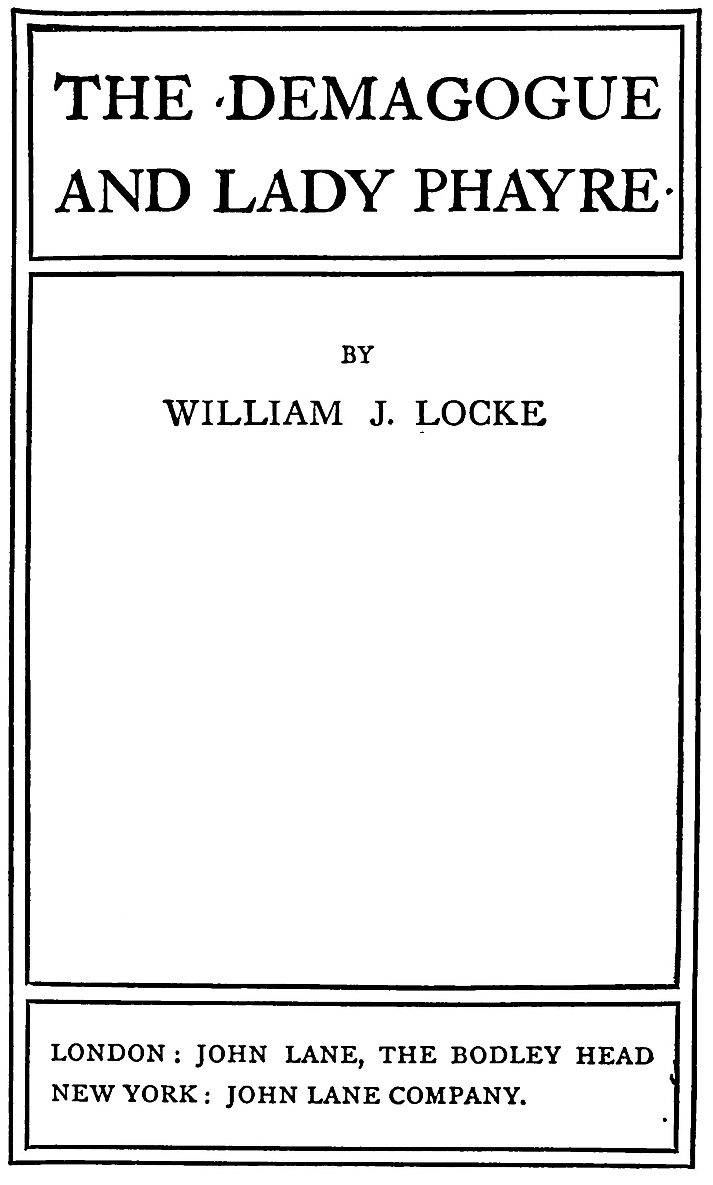 THE DEMAGOGUE
AND LADY PHAYRE
BY
WILLIAM J. LOCKE
LONDON : JOHN LANE, THE BODLEY HEAD
NEW YORK : JOHN LANE COMPANY.